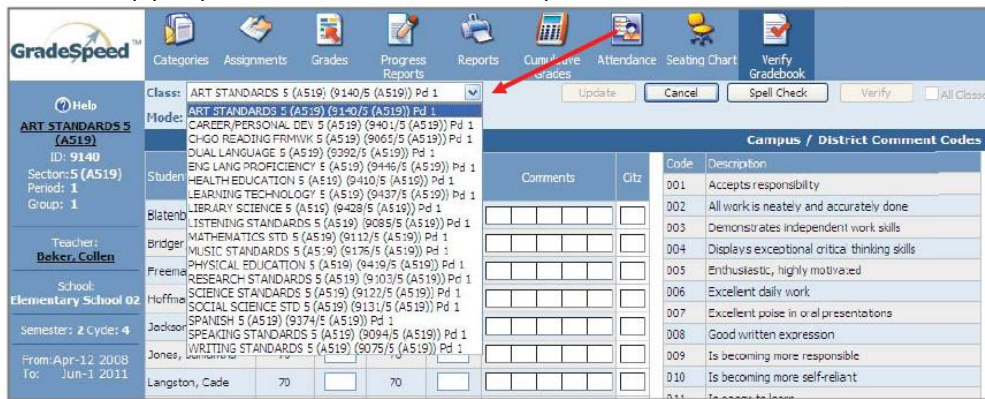 GradeSpeed™
Categories
Assignments
Grades
Progress
Reports
Reports
Cumulative
Grades
Attendance
Seating Chart
Verify
Gradebook
Help
ART STANDARDS 5
(A519)
ID: 9140
Section: 5 (A519)
Period: 1
Group: 1
Teacher:
Baker, Collen
School:
Elementary School 02
Semester: 2 Cycle: 4
From: Apr-12 2008
To: Jun-1 2011
Class: ART STANDARDS 5 (A519) (9140/5 (A519)) Pd 1
Update
Cancel
Spell Check
Verify
All Classe
Mode:
ART STANDARDS 5 (A519) (9140/5 (A519)) Pd 1
CAREER/PERSONAL DEV 5 (A519) (9401/5 (A519)) Pd 1
CHGO READING FRMWK 5 (A519) (9065/5 (A519)) Pd 1
DUAL LANGUAGE 5 (A519) (9392/5 (A519)) Pd 1
ENG LANG PROFICIENCY 5 (A519) (9446/5 (A519)) Pd 1
HEALTH EDUCATION 5 (A519) (9410/5 (A519)) Pd 1
LEARNING TECHNOLOGY 5 (A519) (9437/5 (A519)) Pd 1
LIBRARY SCIENCE 5 (A519) (9428/5 (A519)) Pd 1
LISTENING STANDARDS 5 (A519) (9085/5 (A519)) Pd 1
MATHEMATICS STD 5 (A519) (9112/5 (A519)) Pd 1
MUSIC STANDARDS 5 (A519) (9176/5 (A519)) Pd 1
PHYSICAL EDUCATION 5 (A519) (9419/5 (A519)) Pd 1
RESEARCH STANDARDS 5 (A519) (9103/5 (A519)) Pd 1
SCIENCE STANDARDS 5 (A519) (9122/5 (A519)) Pd 1
SOCIAL SCIENCE STD 5 (A519) (9131/5 (A519)) Pd 1
SPANISH 5 (A519) (9374/5 (A519)) Pd 1
SPEAKING STANDARDS 5 (A519) (9094/5 (A519)) Pd 1
WRITING STANDARDS 5 (A519) (9075/5 (A519)) Pd 1
Student
Comments
Citz
Blatenb
Bridger
Freema
Hoffma
Jackson
Jones,
Langston, Cade 70 70
Campus / District Comment Codes
Code Description
001 Accepts responsibility
002 All work is neately and accurately done
003 Demonstrates independent work skills
004 Displays exceptional critical thinking skills
005 Enthusiastic, highly motivated
006 Excellent daily work
007 Excellent poise in oral presentations
008 Good written expression
009 Is becoming more responsible
010 Is becoming more self-reliant